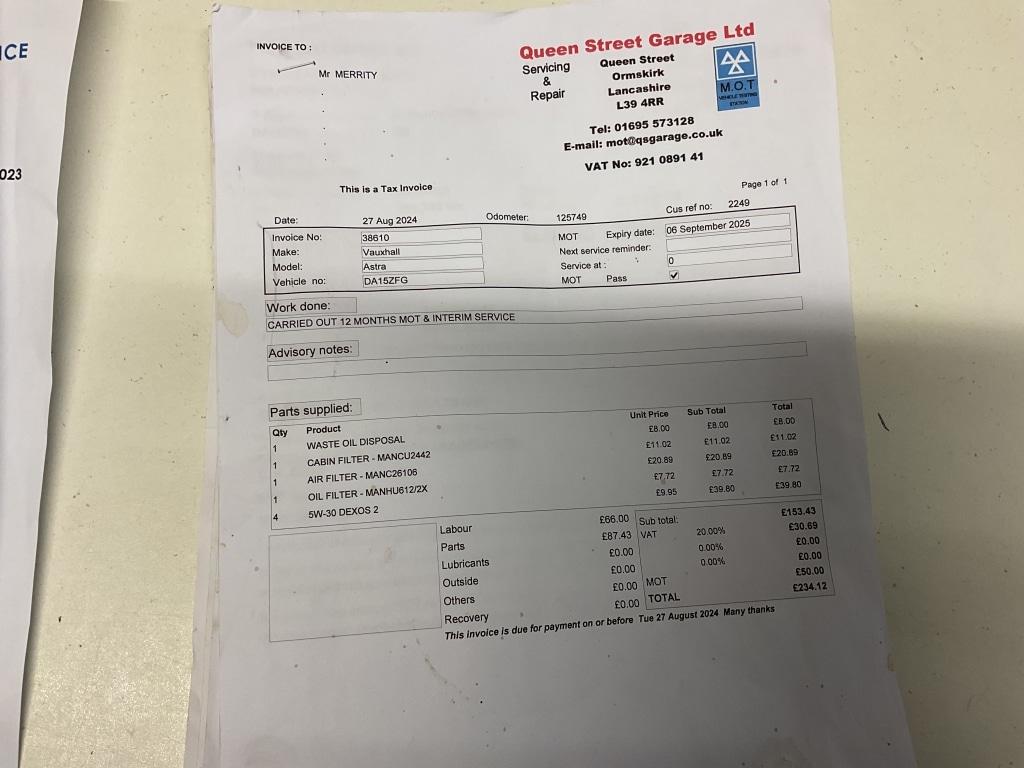 ICE
023
INVOICE TO :
Mr MERRITY
Queen Street Garage Ltd
Servicing
&
Repair
Queen Street
Ormskirk
Lancashire
L39 4RR
M.O.T
VEHICLE TESTING
STATION
Tel: 01695 573128
E-mail: mot@qsgarage.co.uk
VAT No: 921 0891 41
This is a Tax Invoice
Page 1 of 1
Date: 27 Aug 2024 Odometer: 125749 Cus ref no: 2249
Invoice No: 38610 MOT Expiry date: 06 September 2025
Make: Vauxhall Next service reminder:
Model: Astra Service at : 0
Vehicle no: DA15ZFG MOT Pass ✓
Work done:
CARRIED OUT 12 MONTHS MOT & INTERIM SERVICE
Advisory notes:
Parts supplied:
Qty Product Unit Price Sub Total Total
1 WASTE OIL DISPOSAL £8.00 £8.00 £8.00
1 CABIN FILTER - MANCU2442 £11.02 £11.02 £11.02
1 AIR FILTER - MANC26106 £20.89 £20.89 £20.89
1 OIL FILTER - MANHU612/2X £7.72 £7.72 £7.72
4 5W-30 DEXOS 2 £9.95 £39.80 £39.80
Labour £66.00 Sub total: £153.43
Parts £87.43 VAT 20.00% £30.69
Lubricants £0.00 0.00% £0.00
Outside £0.00 0.00% £0.00
Others £0.00 MOT £50.00
Recovery £0.00 TOTAL £234.12
This invoice is due for payment on or before Tue 27 August 2024 Many thanks